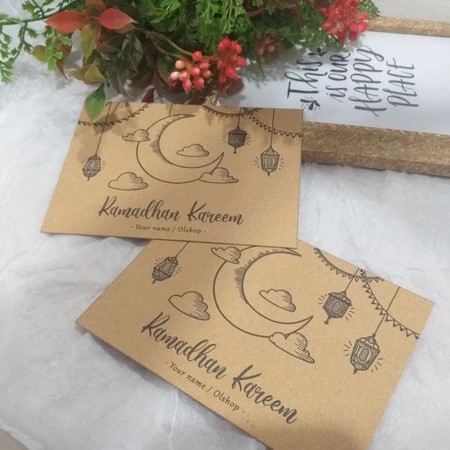 This
is our
HAPPY
PLACE
Ramadhan Kareem
- Your name / Olshop -
Ramadhan Kareem
- Your name / Olshop -